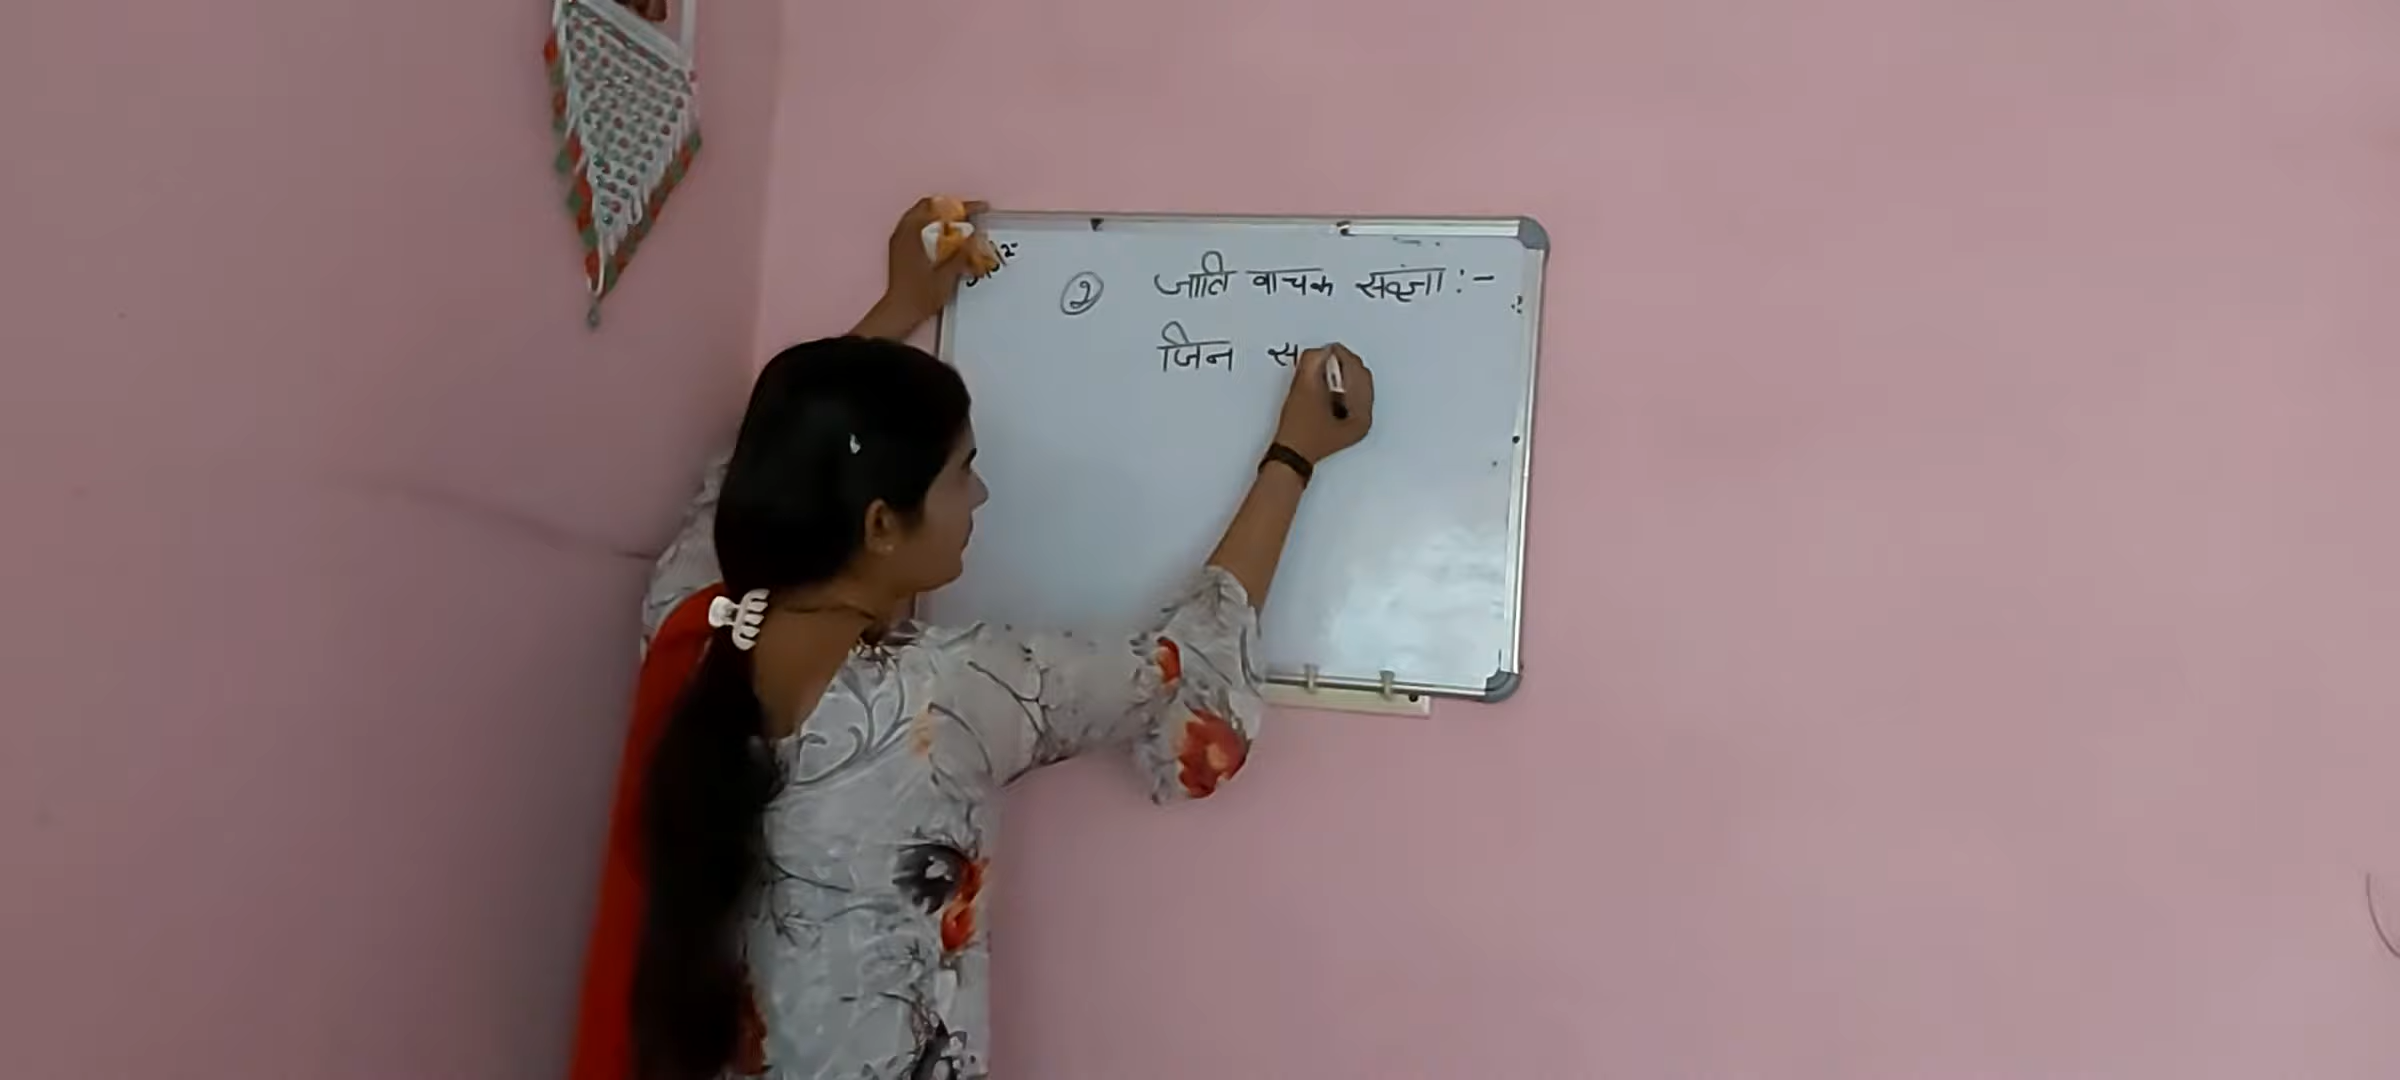 ② जाति वाचक संज्ञा :-
जिन स